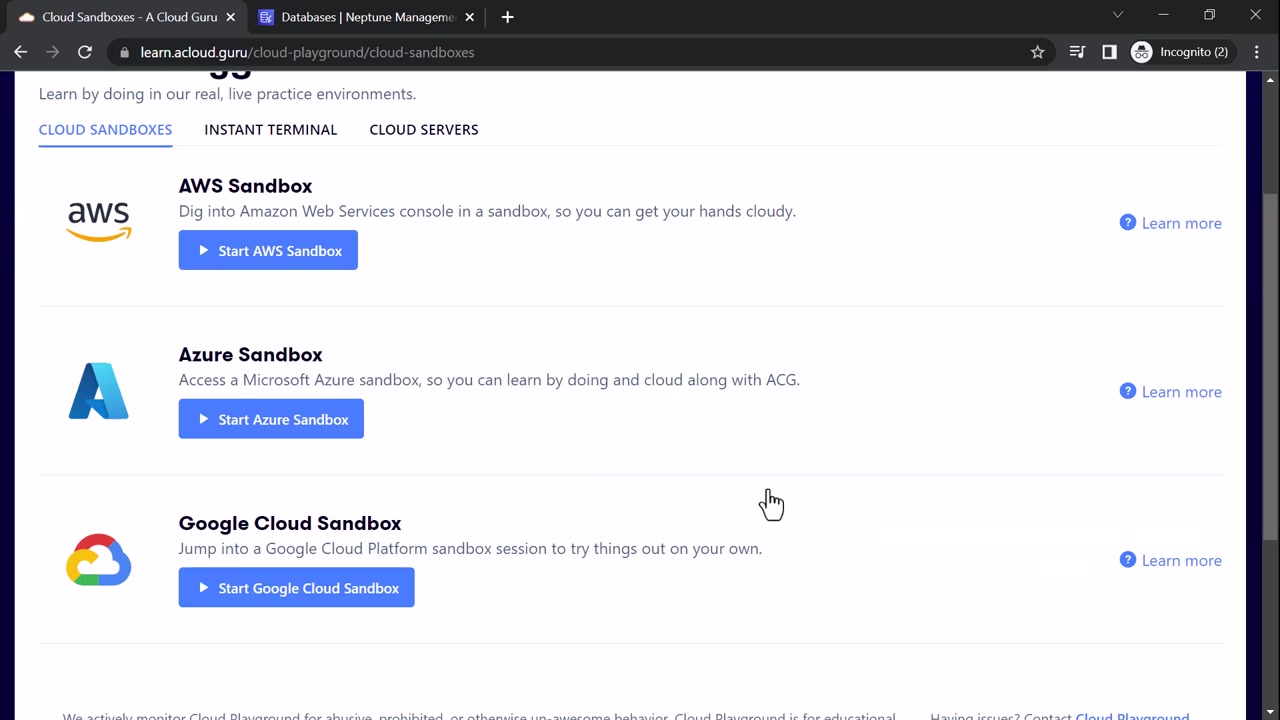 Cloud Sandboxes - A Cloud Guru
Databases | Neptune Manageme
learn.acloud.guru/cloud-playground/cloud-sandboxes
Incognito (2)
Learn by doing in our real, live practice environments.
CLOUD SANDBOXES
INSTANT TERMINAL
CLOUD SERVERS
aws
AWS Sandbox
Dig into Amazon Web Services console in a sandbox, so you can get your hands cloudy.
Start AWS Sandbox
? Learn more
Azure Sandbox
Access a Microsoft Azure sandbox, so you can learn by doing and cloud along with ACG.
Start Azure Sandbox
? Learn more
Google Cloud Sandbox
Jump into a Google Cloud Platform sandbox session to try things out on your own.
Start Google Cloud Sandbox
? Learn more
We actively monitor Cloud Playground for abusive, prohibited, or otherwise un-awesome behavior. Cloud Playground is for educational
Having issues? Contact Cloud Playground